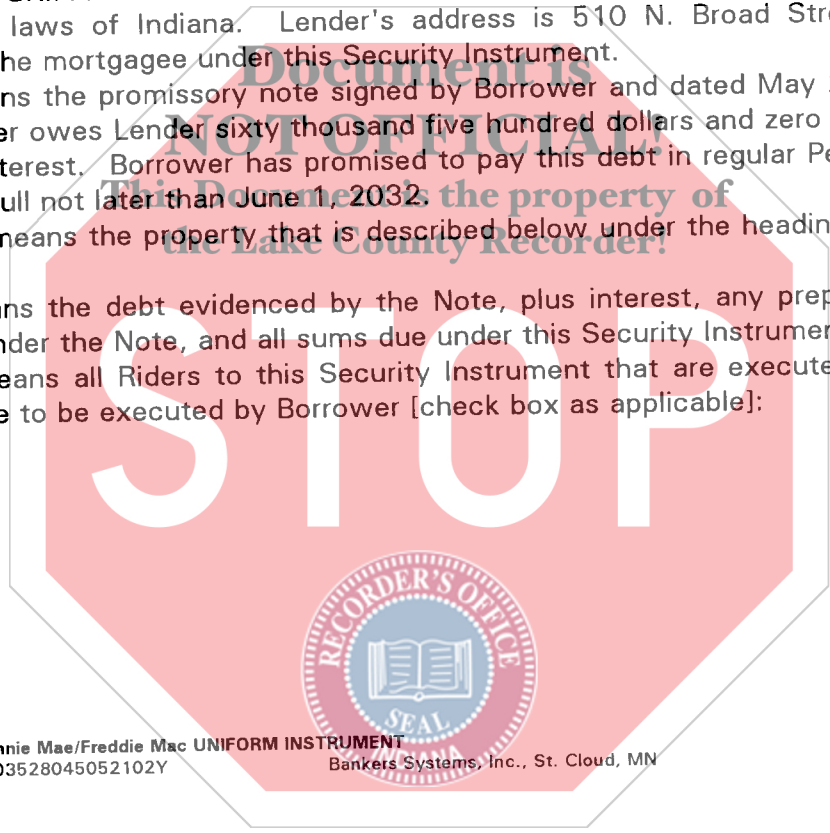 laws of Indiana. Lender's address is 510 N. Broad Stre
he mortgagee under this Security Instrument.
Document is
ns the promissory note signed by Borrower and dated May
er owes Lender sixty thousand five hundred dollars and zero
NOT OFFICIAL!
terest. Borrower has promised to pay this debt in regular Pe
ull not later than June 1, 2032.
This Document is the property of
means the property that is described below under the headin
the Lake County Recorder!
ns the debt evidenced by the Note, plus interest, any prep
nder the Note, and all sums due under this Security Instrumen
eans all Riders to this Security Instrument that are execute
e to be executed by Borrower [check box as applicable]:
STOP
RECORDER'S OFFICE
SEAL
INDIANA
nnie Mae/Freddie Mac UNIFORM INSTRUMENT
03528045052102Y
Bankers Systems, Inc., St. Cloud, MN